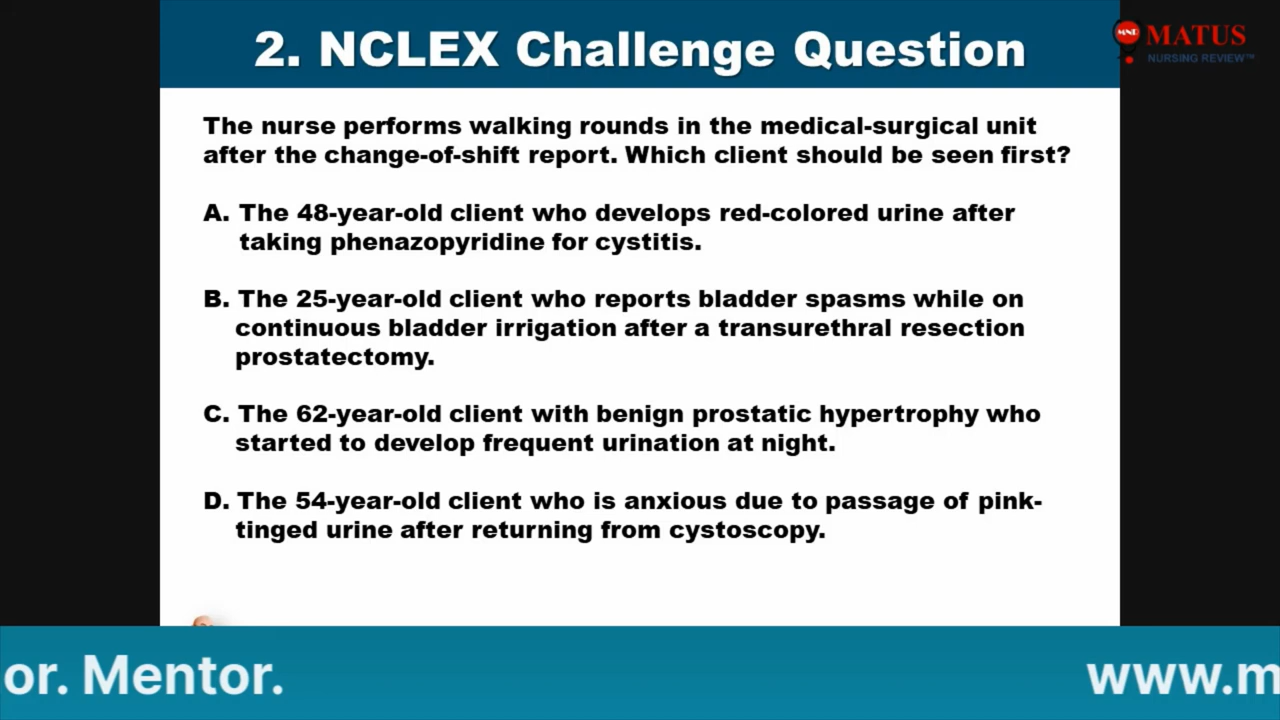 2. NCLEX Challenge Question
MNR
MATUS
NURSING REVIEW™
The nurse performs walking rounds in the medical-surgical unit
after the change-of-shift report. Which client should be seen first?
A. The 48-year-old client who develops red-colored urine after
taking phenazopyridine for cystitis.
B. The 25-year-old client who reports bladder spasms while on
continuous bladder irrigation after a transurethral resection
prostatectomy.
C. The 62-year-old client with benign prostatic hypertrophy who
started to develop frequent urination at night.
D. The 54-year-old client who is anxious due to passage of pink-
tinged urine after returning from cystoscopy.
or. Mentor.
www.m